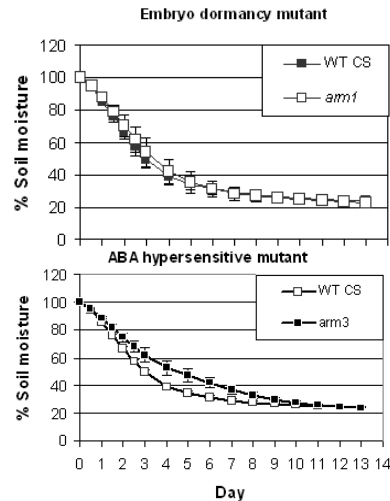 Embryo dormancy mutant
% Soil moisture
120
100
80
60
40
20
0
WT CS
arm1
ABA hypersensitive mutant
% Soil moisture
120
100
80
60
40
20
0
WT CS
arm3
0 1 2 3 4 5 6 7 8 9 10 11 12 13 14
Day